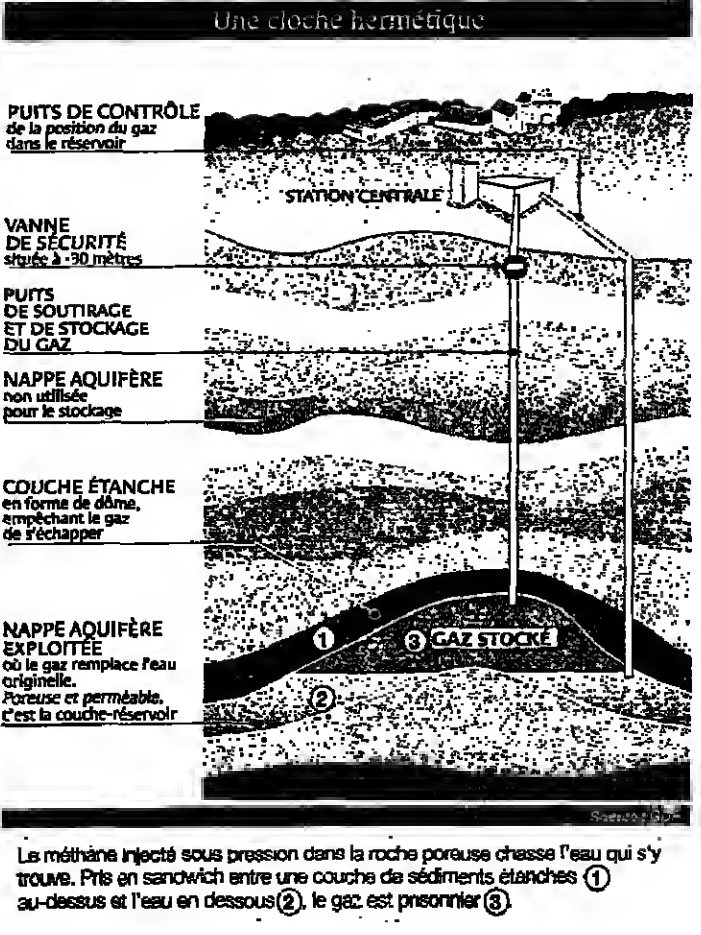 Une cloche hermétique
PUITS DE CONTRÔLE
de la position du gaz
dans le réservoir
STATION CENTRALE
VANNE
DE SÉCURITÉ
située à -30 mètres
PUITS
DE SOUTIRAGE
ET DE STOCKAGE
DU GAZ
NAPPE AQUIFÈRE
non utilisée
pour le stockage
COUCHE ÉTANCHE
en forme de dôme,
empêchant le gaz
de s'échapper
NAPPE AQUIFÈRE
EXPLOITÉE
où le gaz remplace l'eau
originelle.
Poreuse et perméable,
c'est la couche-réservoir
1
3 GAZ STOCKÉ
2
Source
Le méthane injecté sous pression dans la roche poreuse chasse l'eau qui s'y
trouve. Pris en sandwich entre une couche de sédiments étanches 1
au-dessus et l'eau en dessous 2, le gaz est prisonnier 3.